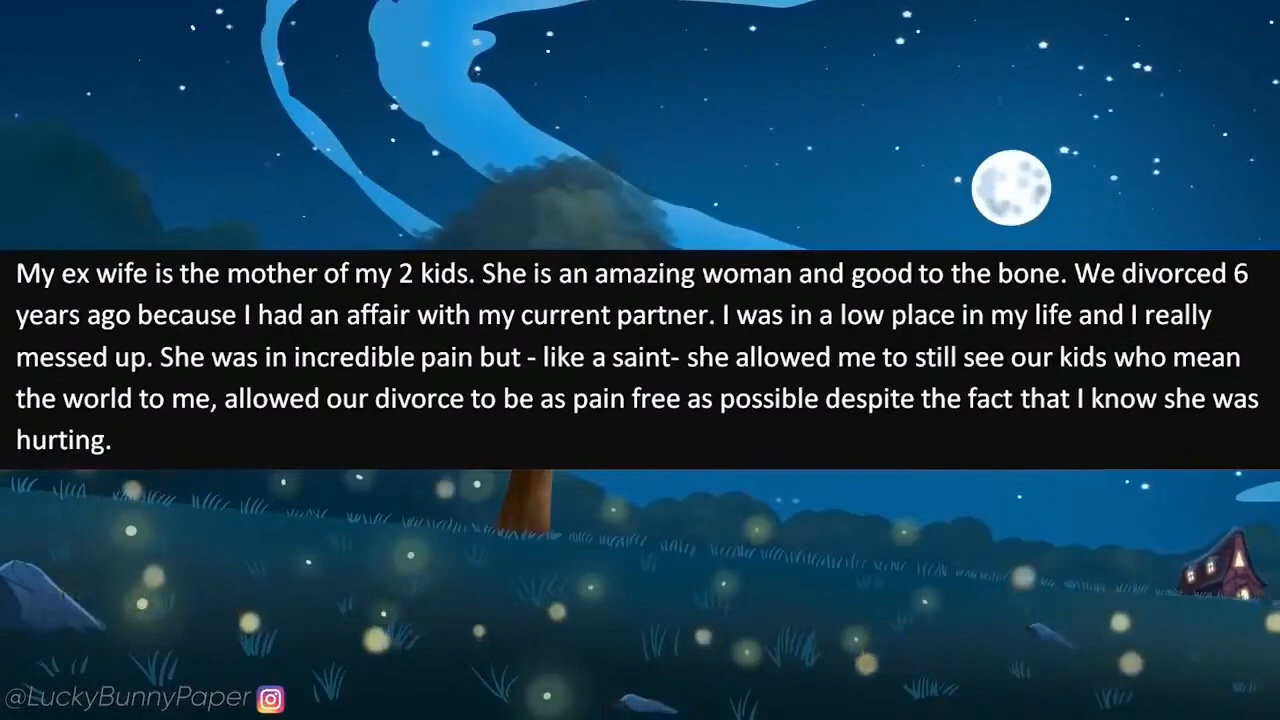 My ex wife is the mother of my 2 kids. She is an amazing woman and good to the bone. We divorced 6
years ago because I had an affair with my current partner. I was in a low place in my life and I really
messed up. She was in incredible pain but - like a saint- she allowed me to still see our kids who mean
the world to me, allowed our divorce to be as pain free as possible despite the fact that I know she was
hurting.
@LuckyBunnyPaper